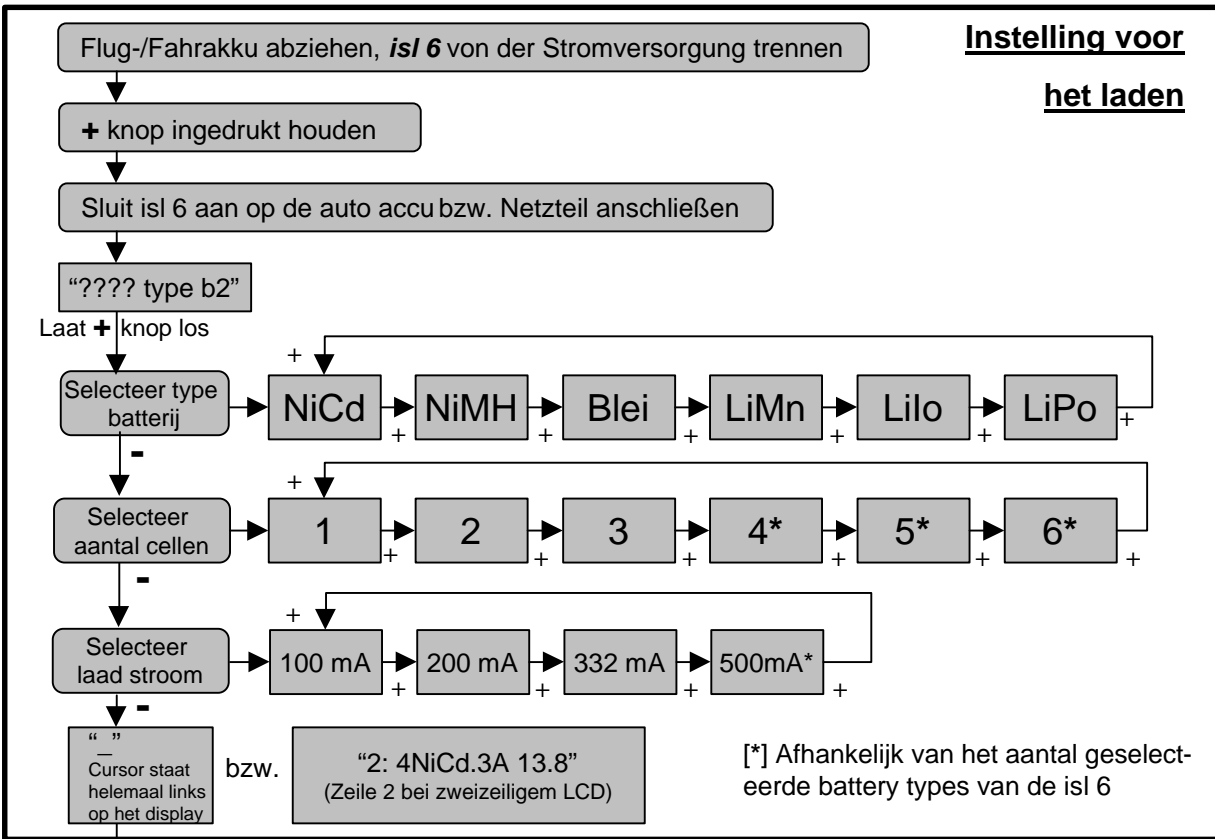 Flug-/Fahrakku abziehen, isl 6 von der Stromversorgung trennen
Instelling voor
het laden
+ knop ingedrukt houden
Sluit isl 6 aan op de auto accu bzw. Netzteil anschließen
“???? type b2”
Laat + knop los
+
Selecteer type
batterij
NiCd + NiMH + Blei + LiMn + LiIo + LiPo +
-
+
Selecteer
aantal cellen
1 + 2 + 3 + 4* + 5* + 6* +
-
+
Selecteer
laad stroom
100 mA + 200 mA + 332 mA + 500mA* +
-
“_”
Cursor staat
helemaal links
op het display
bzw.
“2: 4NiCd.3A 13.8”
(Zeile 2 bei zweizeiligem LCD)
[*] Afhankelijk van het aantal geselect-
eerde battery types van de isl 6